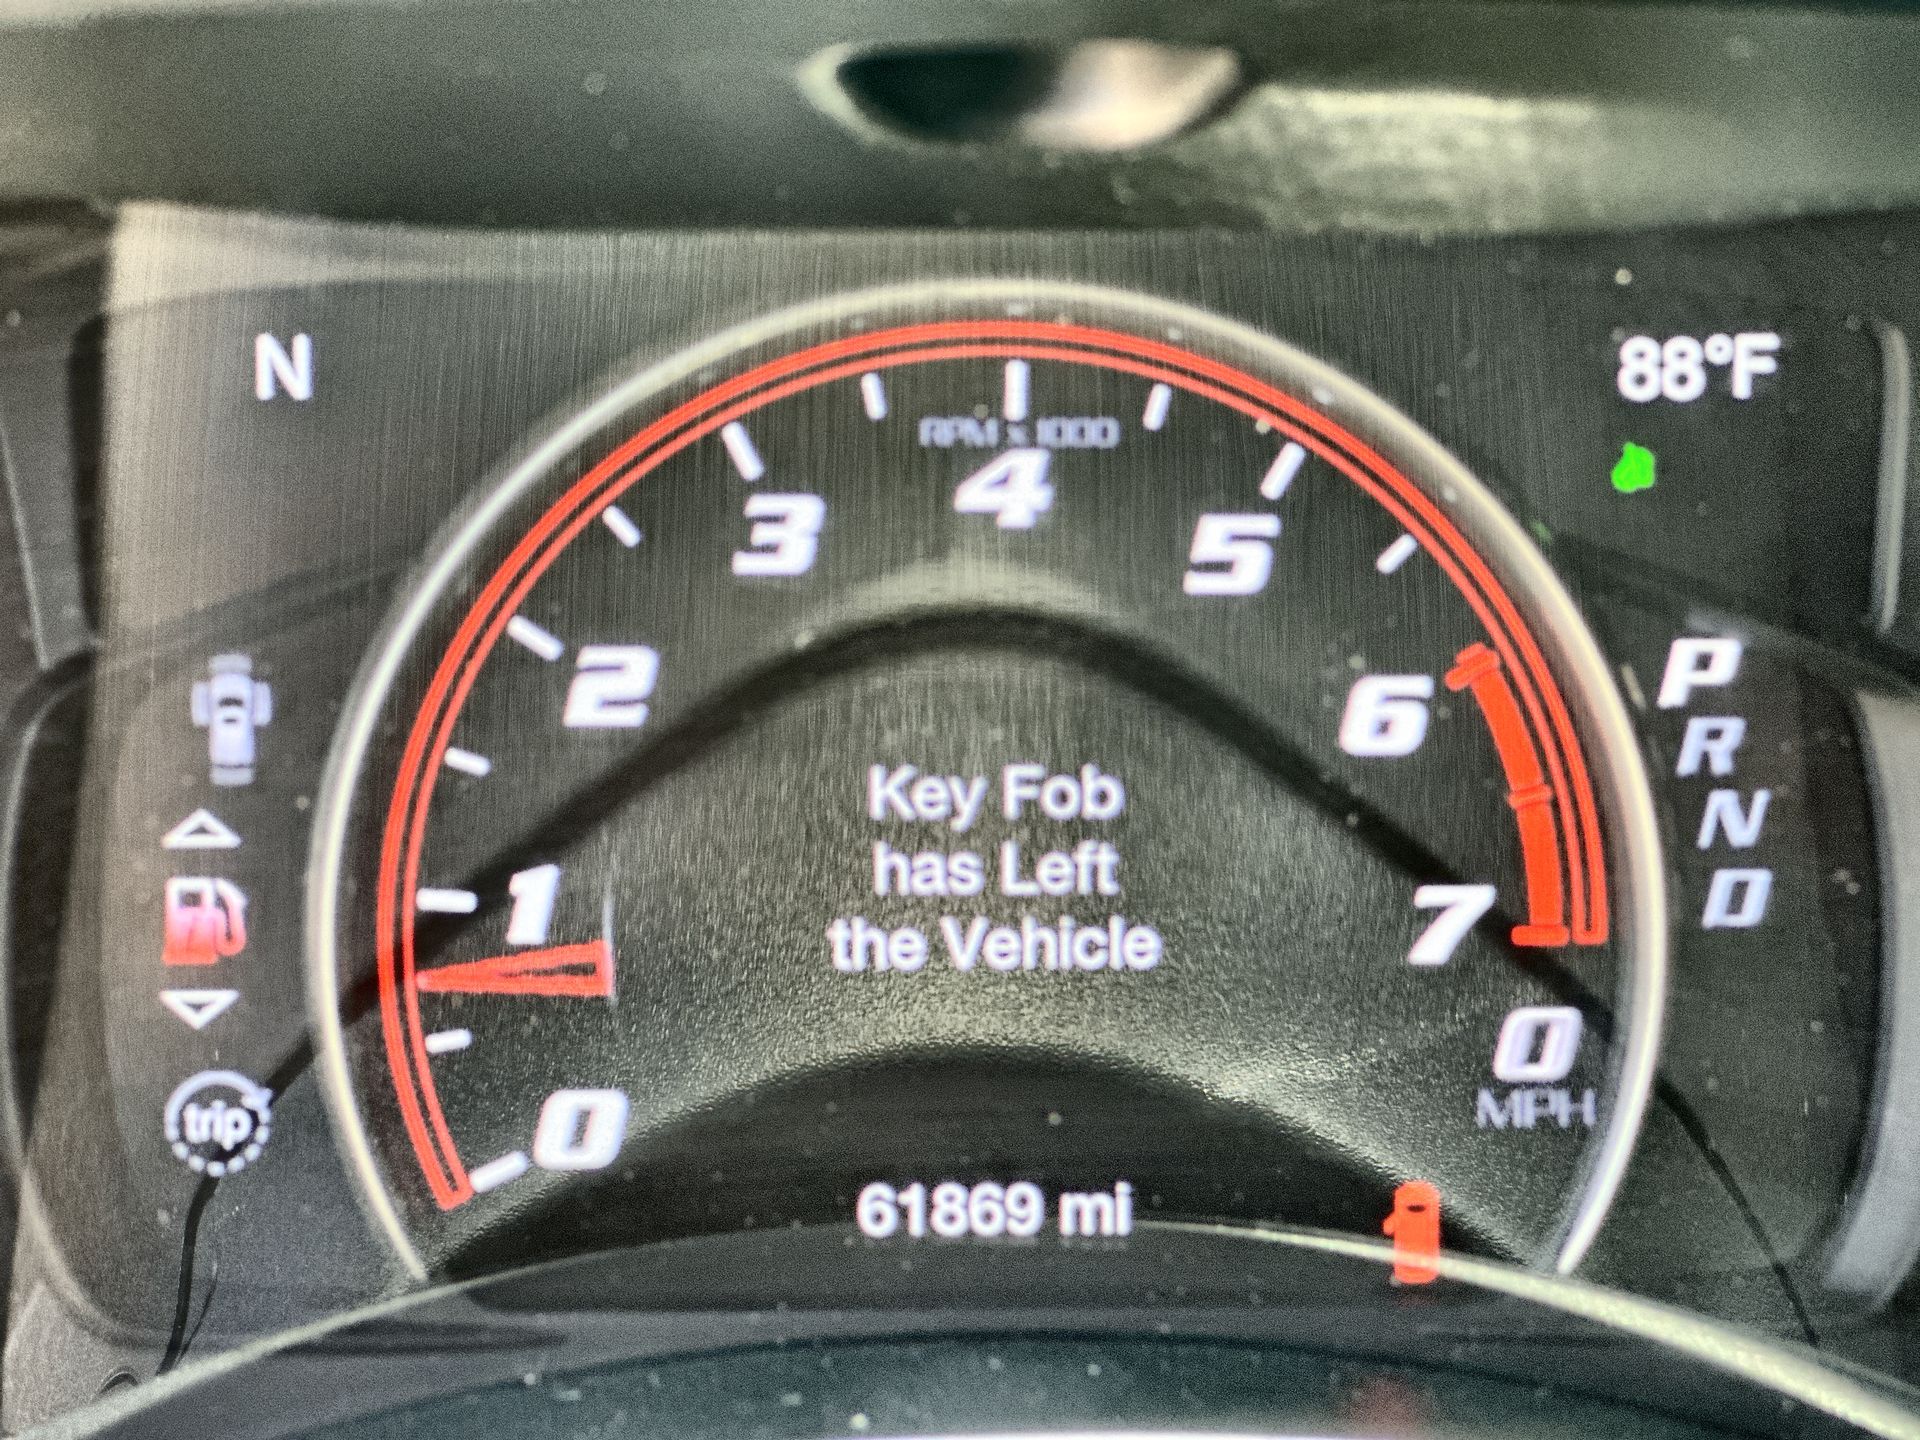 N
88°F
RPM x 1000
4
3
5
2
6
P
R
N
D
Key Fob
has Left
the Vehicle
1
7
0
MPH
trip
0
61869 mi